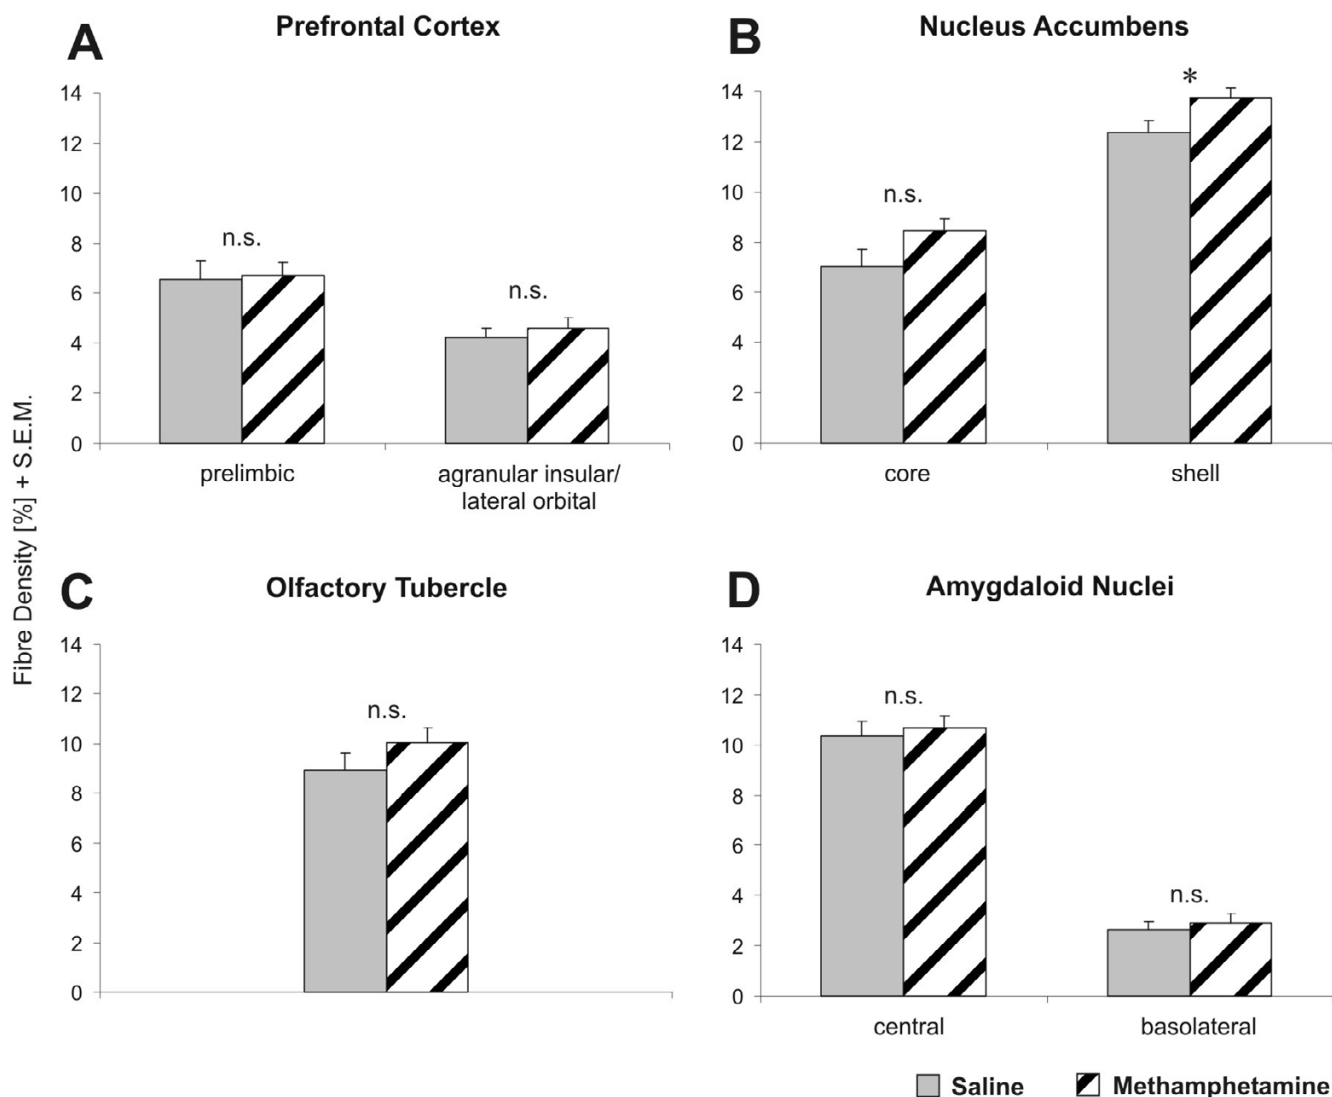 A
Prefrontal Cortex
14
12
10
8
6
4
2
0
n.s.
n.s.
prelimbic
agranular insular/
lateral orbital
B
Nucleus Accumbens
14
12
10
8
6
4
2
0
n.s.
*
core
shell
Fibre Density [%] + S.E.M.
C
Olfactory Tubercle
14
12
10
8
6
4
2
0
n.s.
D
Amygdaloid Nuclei
14
12
10
8
6
4
2
0
n.s.
n.s.
central
basolateral
Saline
Methamphetamine